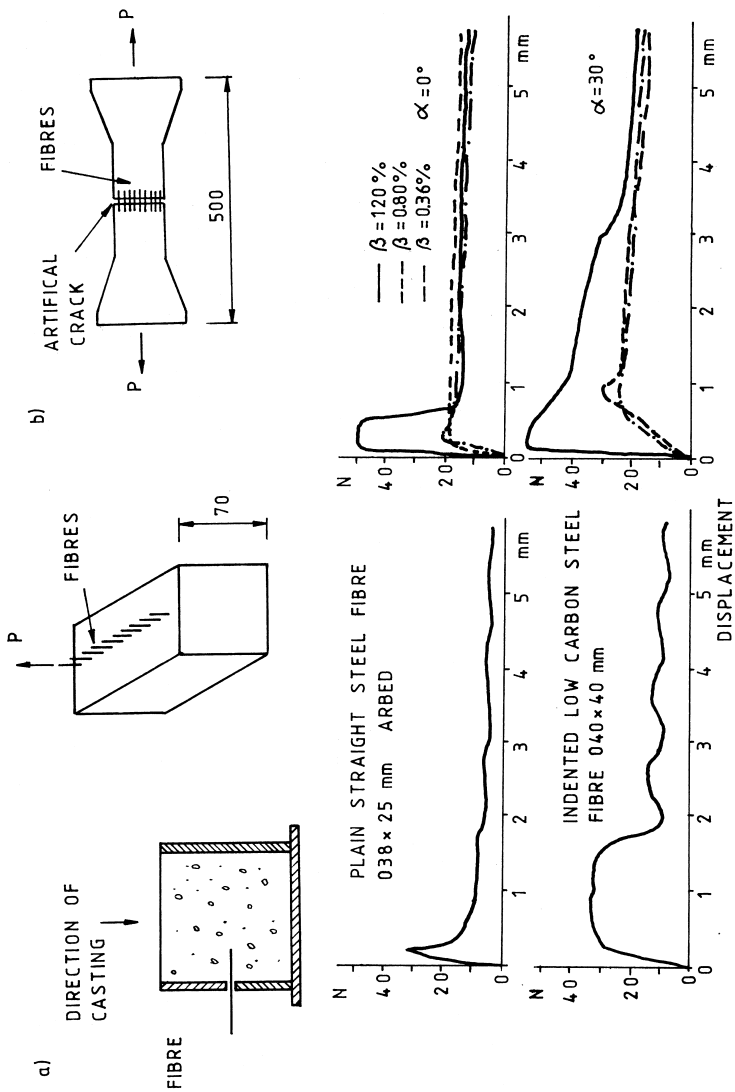 a)
DIRECTION OF
CASTING
FIBRE
P
FIBRES
70
b)
ARTIFICAL
CRACK
FIBRES
P
P
500
N
40
20
0
1
2
3
4
5
mm
PLAIN STRAIGHT STEEL FIBRE
038×25 mm ARBED
N
40
20
0
1
2
3
4
5
mm
β = 120%
β = 0.80%
β = 0.36%
α = 0°
N
40
20
0
1
2
3
4
5
mm
INDENTED LOW CARBON STEEL
FIBRE 040×40 mm
N
40
20
0
1
2
3
4
5
mm
α = 30°
DISPLACEMENT